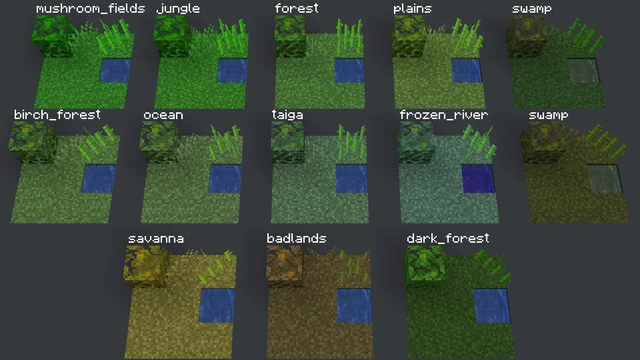 mushroom_fields
jungle
forest
plains
swamp
birch_forest
ocean
taiga
frozen_river
swamp
savanna
badlands
dark_forest